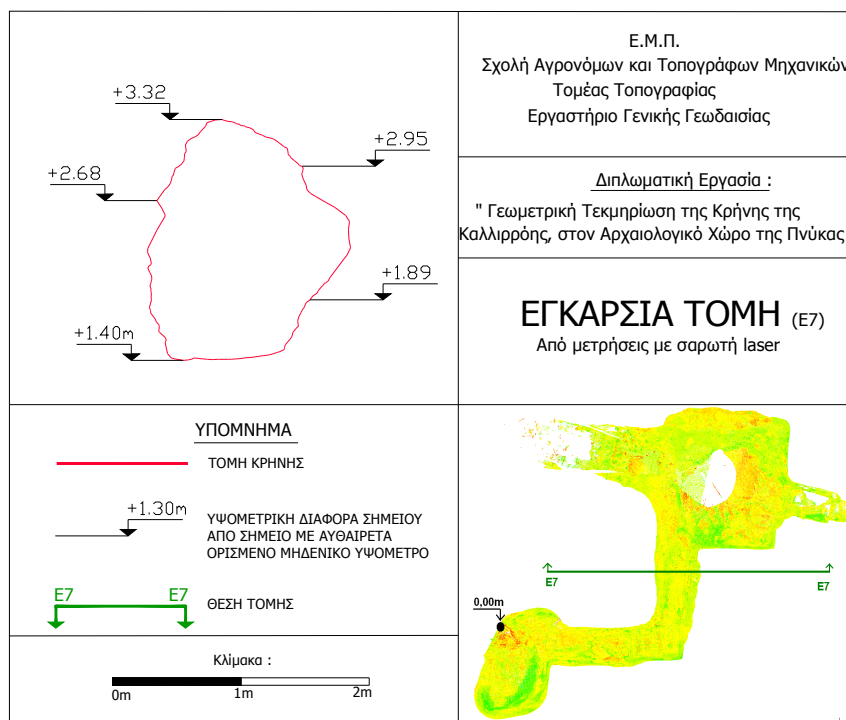 +3.32
+2.95
+2.68
+1.89
+1.40m
Ε.Μ.Π.
Σχολή Αγρονόμων και Τοπογράφων Μηχανικών
Τομέας Τοπογραφίας
Εργαστήριο Γενικής Γεωδαισίας
Διπλωματική Εργασία :
" Γεωμετρική Τεκμηρίωση της Κρήνης της
Καλλιρρόης, στον Αρχαιολογικό Χώρο της Πνύκας
ΕΓΚΑΡΣΙΑ ΤΟΜΗ (Ε7)
Από μετρήσεις με σαρωτή laser
ΥΠΟΜΝΗΜΑ
ΤΟΜΗ ΚΡΗΝΗΣ
+1.30m
ΥΨΟΜΕΤΡΙΚΗ ΔΙΑΦΟΡΑ ΣΗΜΕΙΟΥ
ΑΠΟ ΣΗΜΕΙΟ ΜΕ ΑΥΘΑΙΡΕΤΑ
ΟΡΙΣΜΕΝΟ ΜΗΔΕΝΙΚΟ ΥΨΟΜΕΤΡΟ
Ε7 Ε7
ΘΕΣΗ ΤΟΜΗΣ
Κλίμακα :
0m 1m 2m
Ε7 Ε7
0,00m